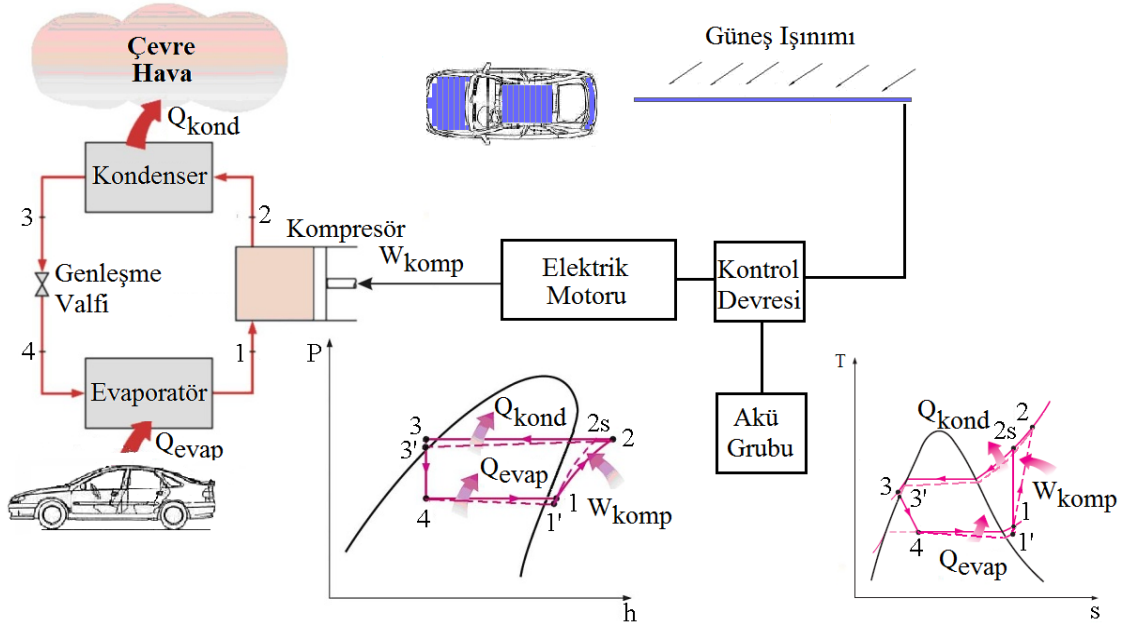 Çevre
Hava
Güneş Işınımı
Qkond
Kondenser
3
2
Kompresör
Wkomp
Genleşme
Valfi
Elektrik
Motoru
Kontrol
Devresi
4
1
Evaporatör
Qevap
Akü
Grubu
P
3
3'
Qkond
2s
2
Qevap
4
1
1'
Wkomp
h
T
Qkond
2s
2
3
3'
Wkomp
1
1'
4
Qevap
s